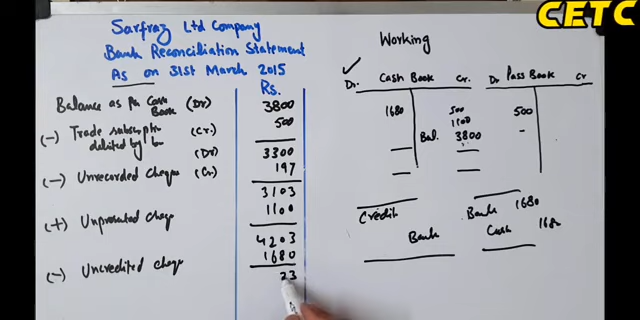 CETC
Sarfraz Ltd Company
Bank Reconciliation Statement
As on 31st March 2015
Rs.
Balance as per Cash Book (Dr) 3800
(-) Trade subscription (Cr.) 500
debited by
(Dr) 3300
(-) Unrecorded Cheque (Cr) 197
3103
(+) Unpresented Cheque 1100
4203
(-) Uncredited Cheque 1680
23
Working
Dr. Cash Book Cr.
1680 500
1100
Bal. 3800
Dr Pass Book Cr
500
-
Credit Bank 1680
Bank Cash 168